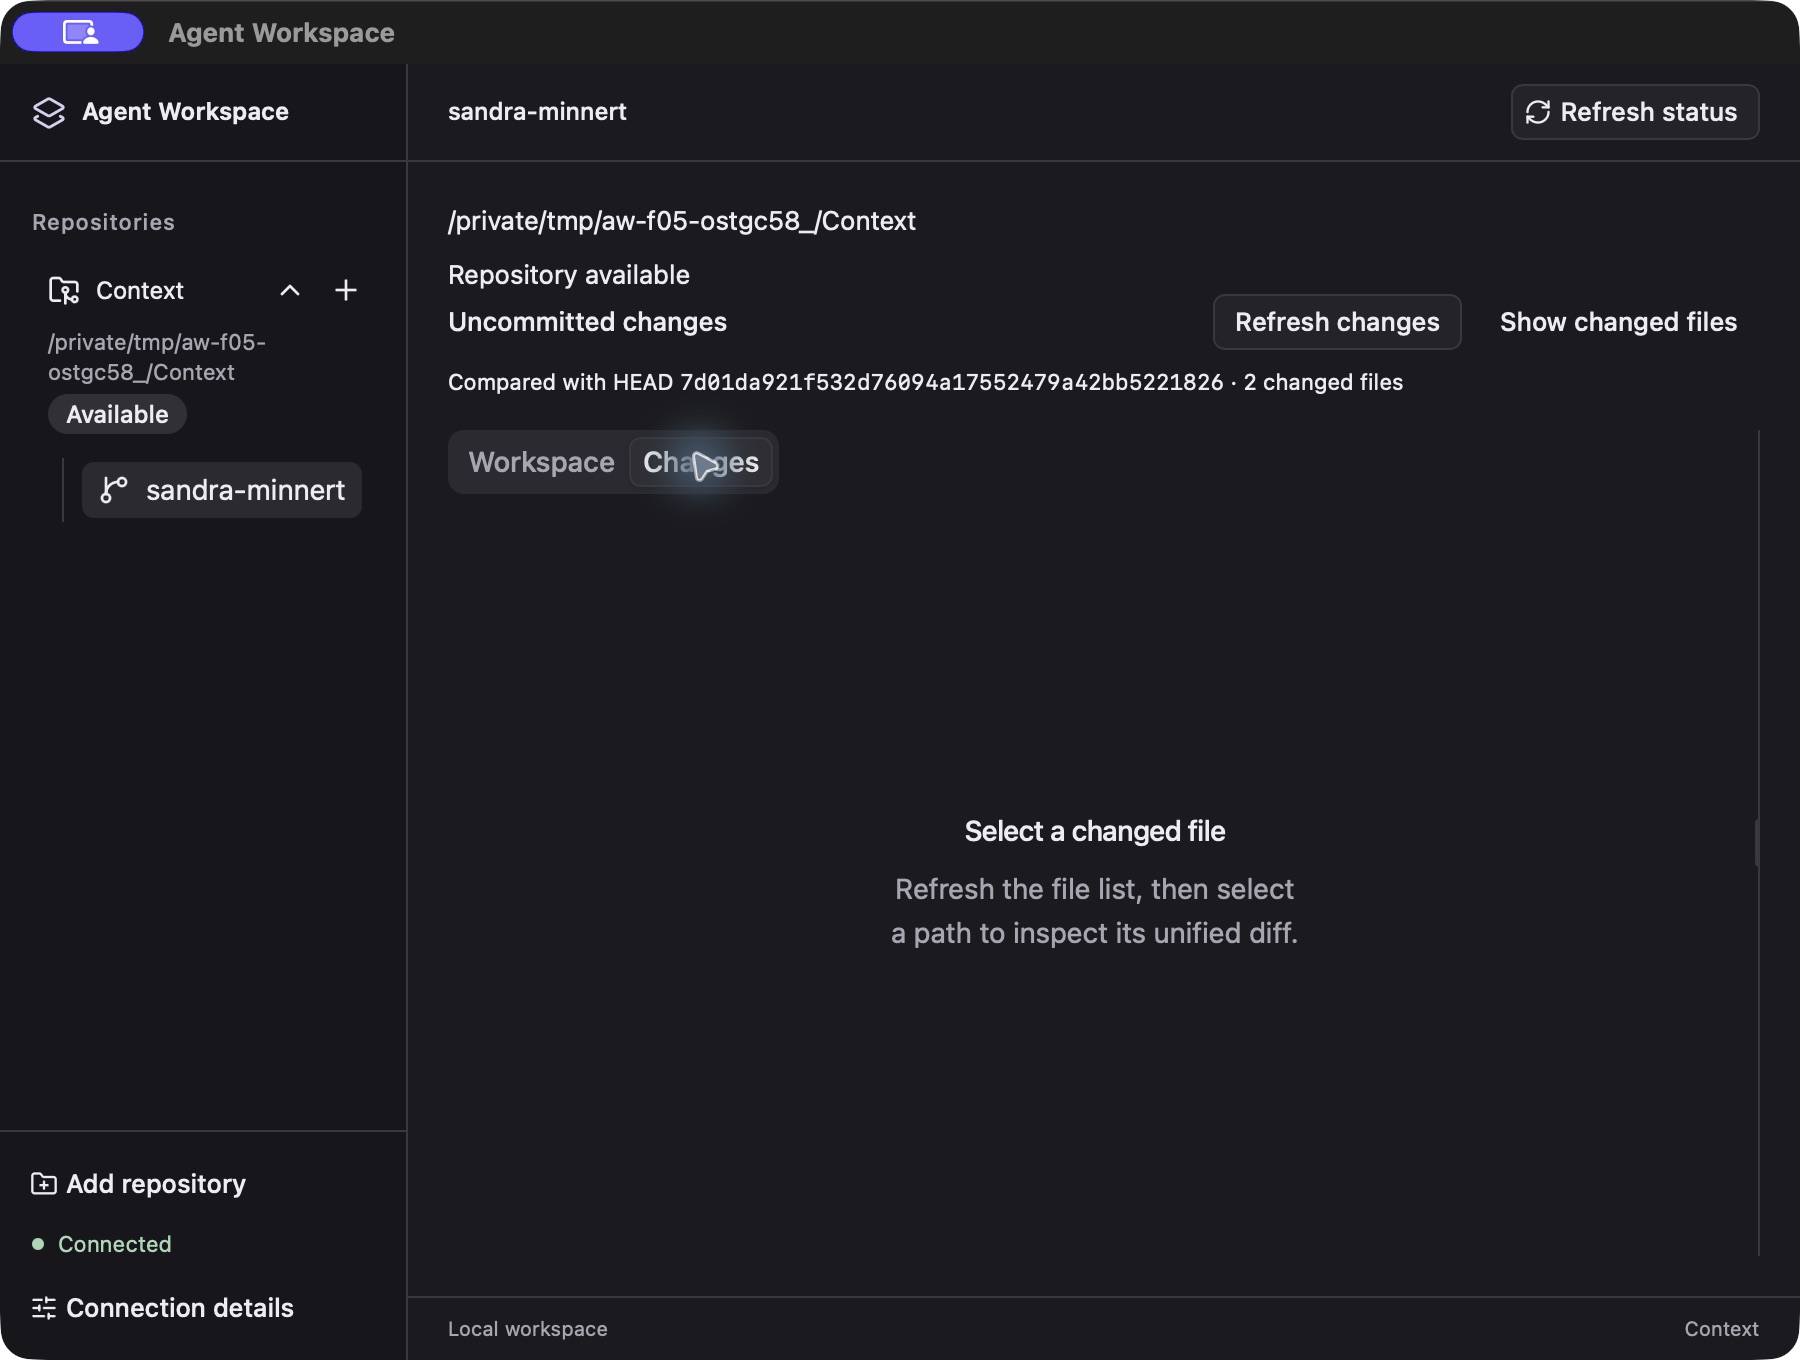 Agent Workspace
Agent Workspace
sandra-minnert
Refresh status
Repositories
Context
/private/tmp/aw-f05-
ostgc58_/Context
Available
sandra-minnert
/private/tmp/aw-f05-ostgc58_/Context
Repository available
Uncommitted changes
Refresh changes
Show changed files
Compared with HEAD 7d01da921f532d76094a17552479a42bb5221826 · 2 changed files
Workspace
Changes
Select a changed file
Refresh the file list, then select
a path to inspect its unified diff.
Add repository
Connected
Connection details
Local workspace
Context